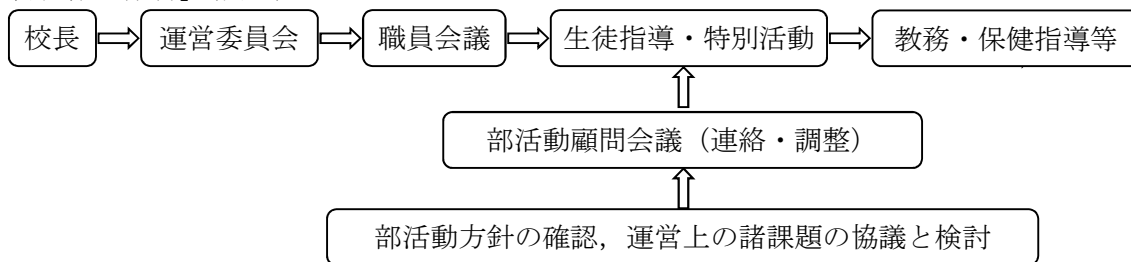 校長 運営委員会 職員会議 生徒指導・特別活動 教務・保健指導等
部活動顧問会議（連絡・調整）
部活動方針の確認，運営上の諸課題の協議と検討